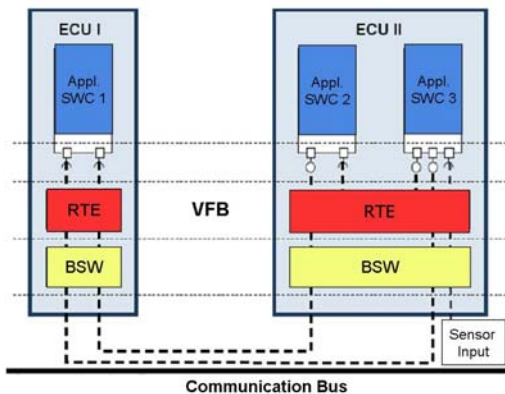 ECU I
ECU II
Appl.
SWC 1
Appl.
SWC 2
Appl.
SWC 3
RTE
VFB
RTE
BSW
BSW
Sensor
Input
Communication Bus